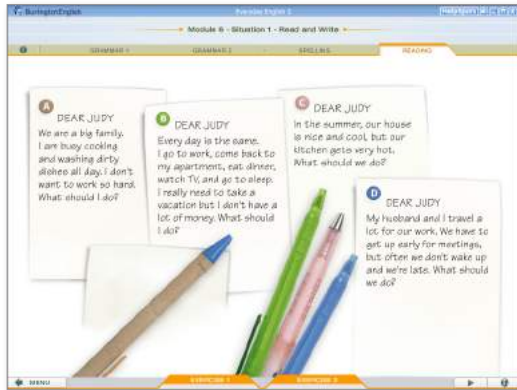 BurlingtonEnglish
Everyday English 2
Module 6 - Situation 1 - Read and Write
GRAMMAR 1
GRAMMAR 2
SPELLING
READING
A
DEAR JUDY
We are a big family.
I am busy cooking
and washing dirty
dishes all day. I don't
want to work so hard.
What should I do?
B
DEAR JUDY
Every day is the same.
I go to work, come back to
my apartment, eat dinner,
watch TV, and go to sleep.
I really need to take a
vacation but I don't have a
lot of money. What should
I do?
C
DEAR JUDY
In the summer, our house
is nice and cool, but our
kitchen gets very hot.
What should we do?
D
DEAR JUDY
My husband and I travel a
lot for our work. We have to
get up early for meetings,
but often we don't wake up
and we're late. What should
we do?
MENU
EXERCISE 1
EXERCISE 2